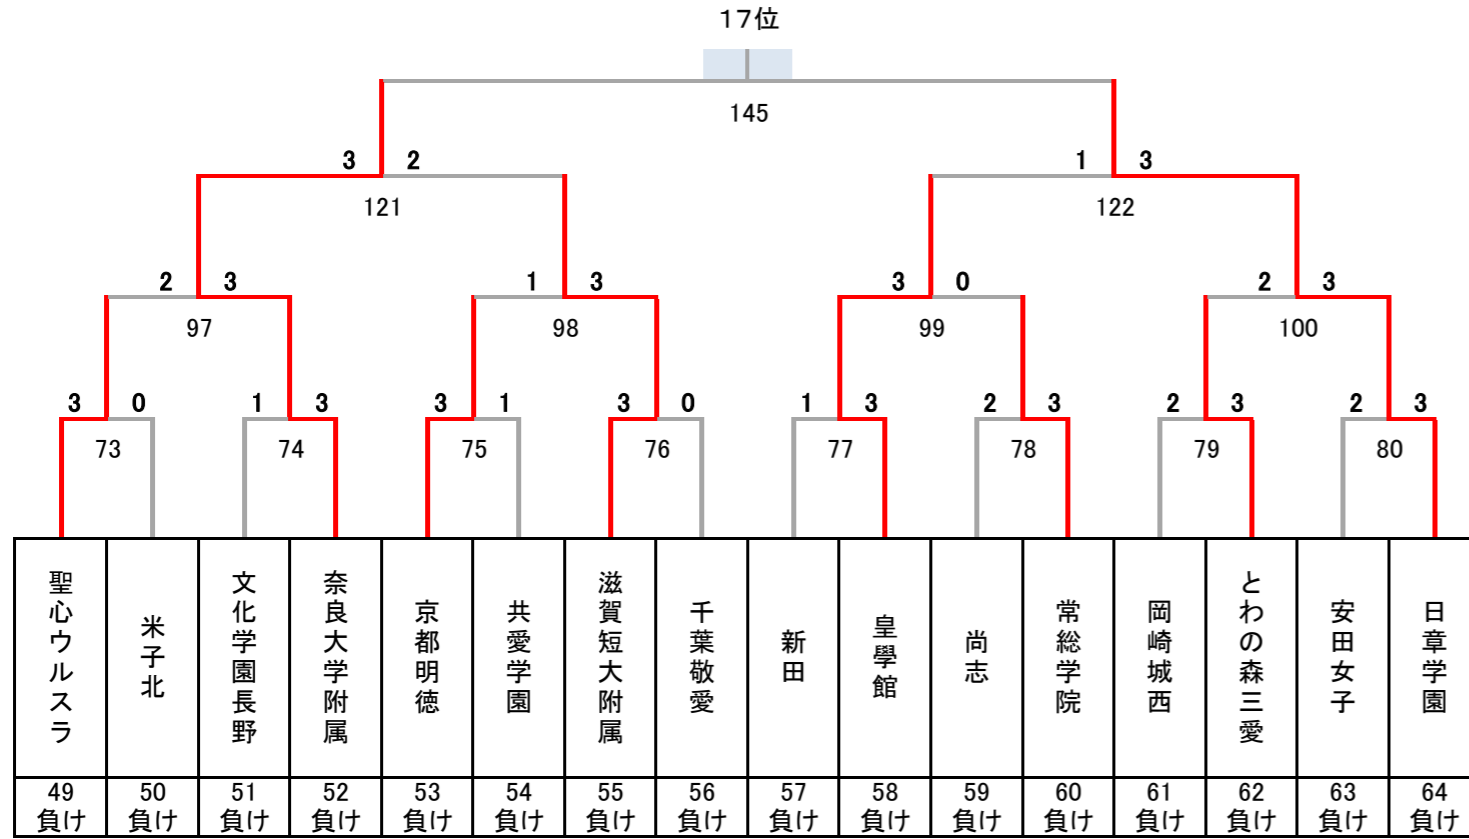 17位
145
3 2 1 3
121 122
2 3 1 3 3 0 2 3
97 98 99 100
3 0 1 3 3 1 3 0 1 3 2 3 2 3 2 3
73 74 75 76 77 78 79 80
聖心ウルスラ
米子北
文化学園長野
奈良大学附属
京都明徳
共愛学園
滋賀短大附属
千葉敬愛
新田
皇學館
尚志
常総学院
岡崎城西
とわの森三愛
安田女子
日章学園
49 50 51 52 53 54 55 56 57 58 59 60 61 62 63 64
負け 負け 負け 負け 負け 負け 負け 負け 負け 負け 負け 負け 負け 負け 負け 負け